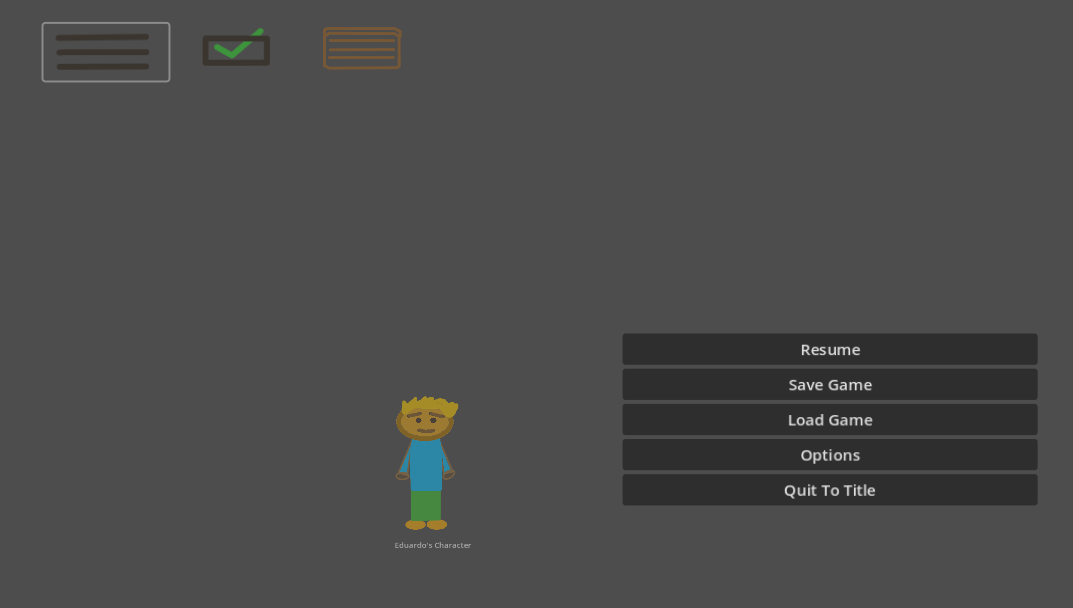 Resume
Save Game
Load Game
Options
Quit To Title
Eduardo's Character